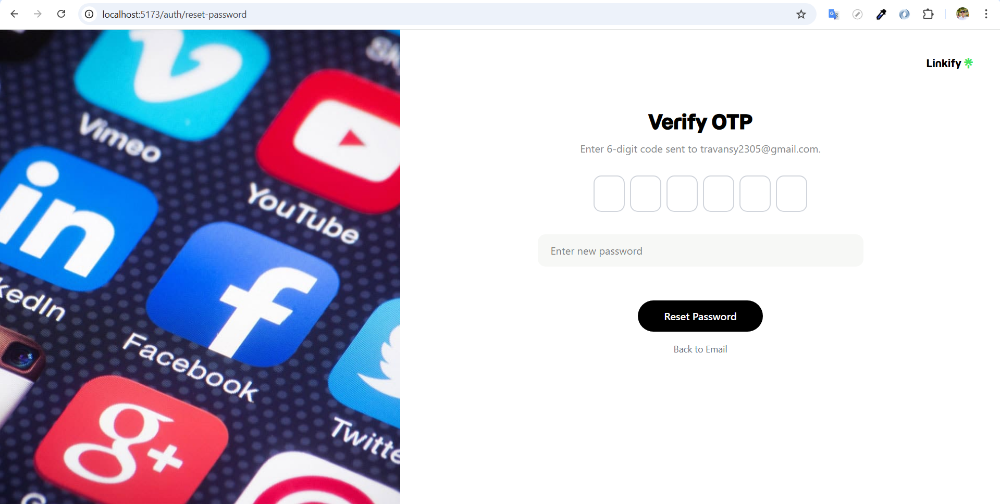 localhost:5173/auth/reset-password
Linkify
Verify OTP
Enter 6-digit code sent to travansy2305@gmail.com.
Enter new password
Reset Password
Back to Email
Vimeo
YouTube
in
kedIn
f
Facebook
Twitte
g+